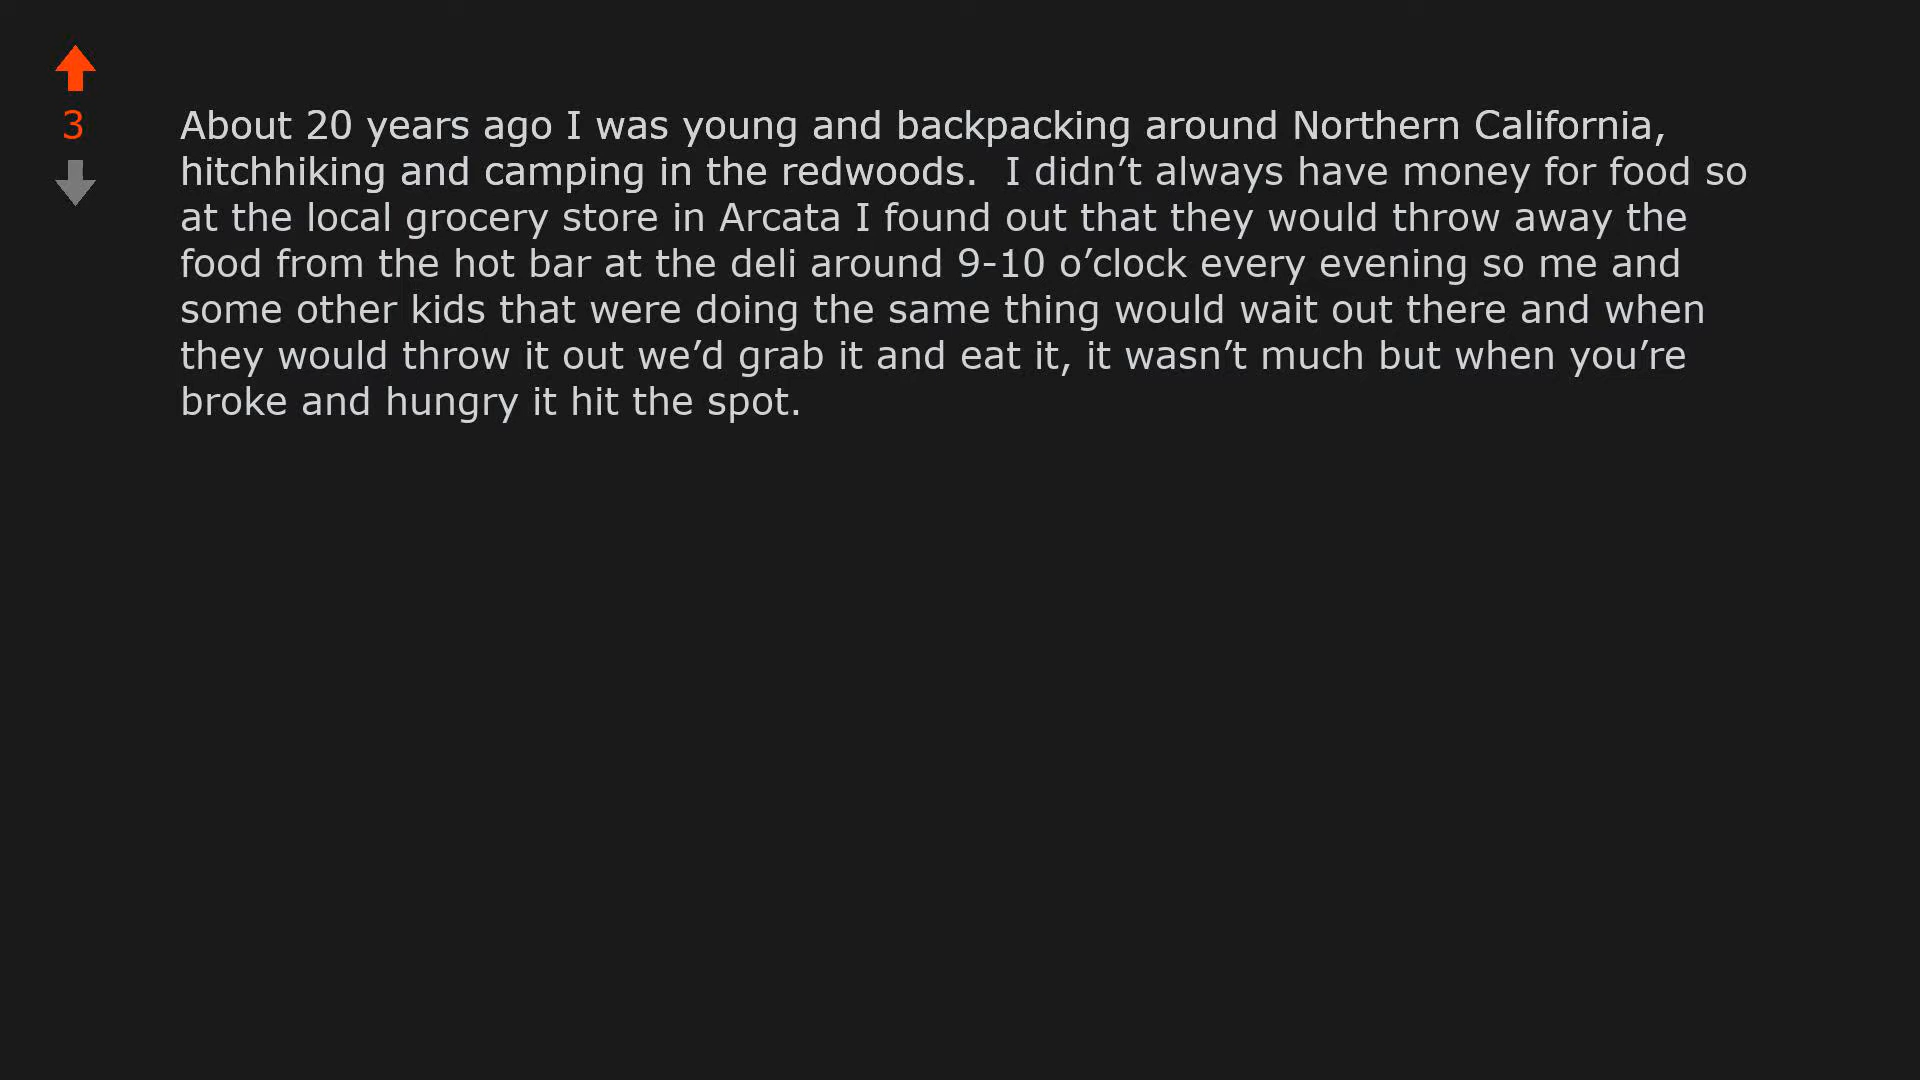 3
About 20 years ago I was young and backpacking around Northern California,
hitchhiking and camping in the redwoods.  I didn’t always have money for food so
at the local grocery store in Arcata I found out that they would throw away the
food from the hot bar at the deli around 9-10 o’clock every evening so me and
some other kids that were doing the same thing would wait out there and when
they would throw it out we’d grab it and eat it, it wasn’t much but when you’re
broke and hungry it hit the spot.